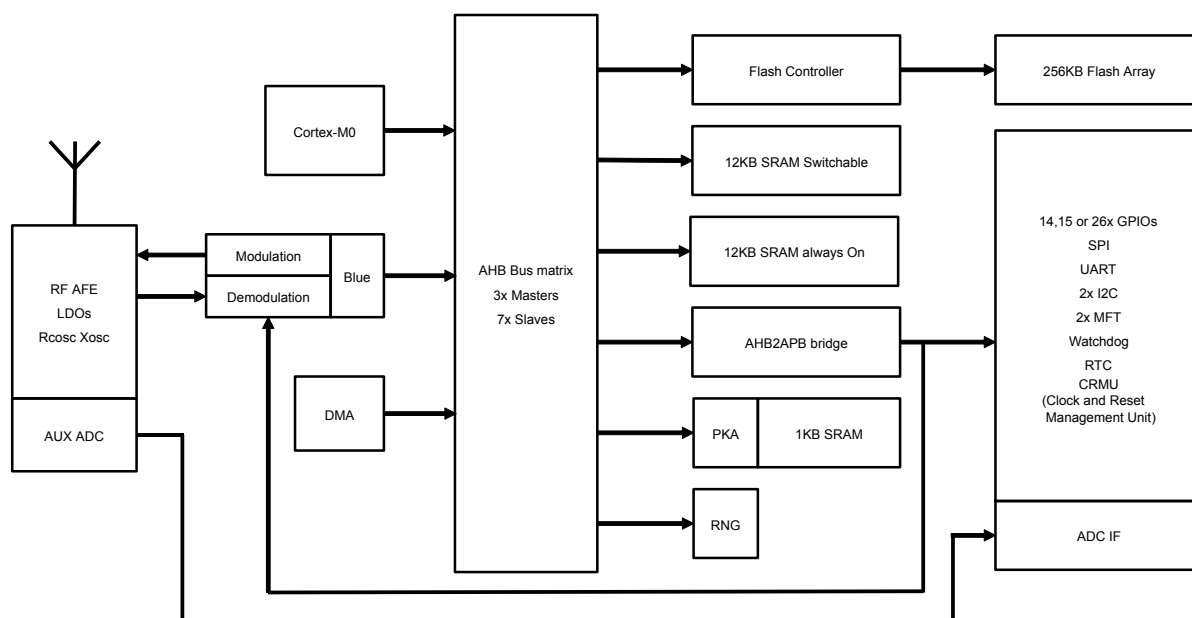 Flash Controller
256KB Flash Array
Cortex-M0
12KB SRAM Switchable
14,15 or 26x GPIOs
SPI
UART
2x I2C
2x MFT
Watchdog
RTC
CRMU
(Clock and Reset
Management Unit)
Modulation
Demodulation
Blue
12KB SRAM always On
AHB Bus matrix
3x Masters
7x Slaves
RF AFE
LDOs
Rcosc Xosc
AHB2APB bridge
DMA
AUX ADC
PKA
1KB SRAM
RNG
ADC IF